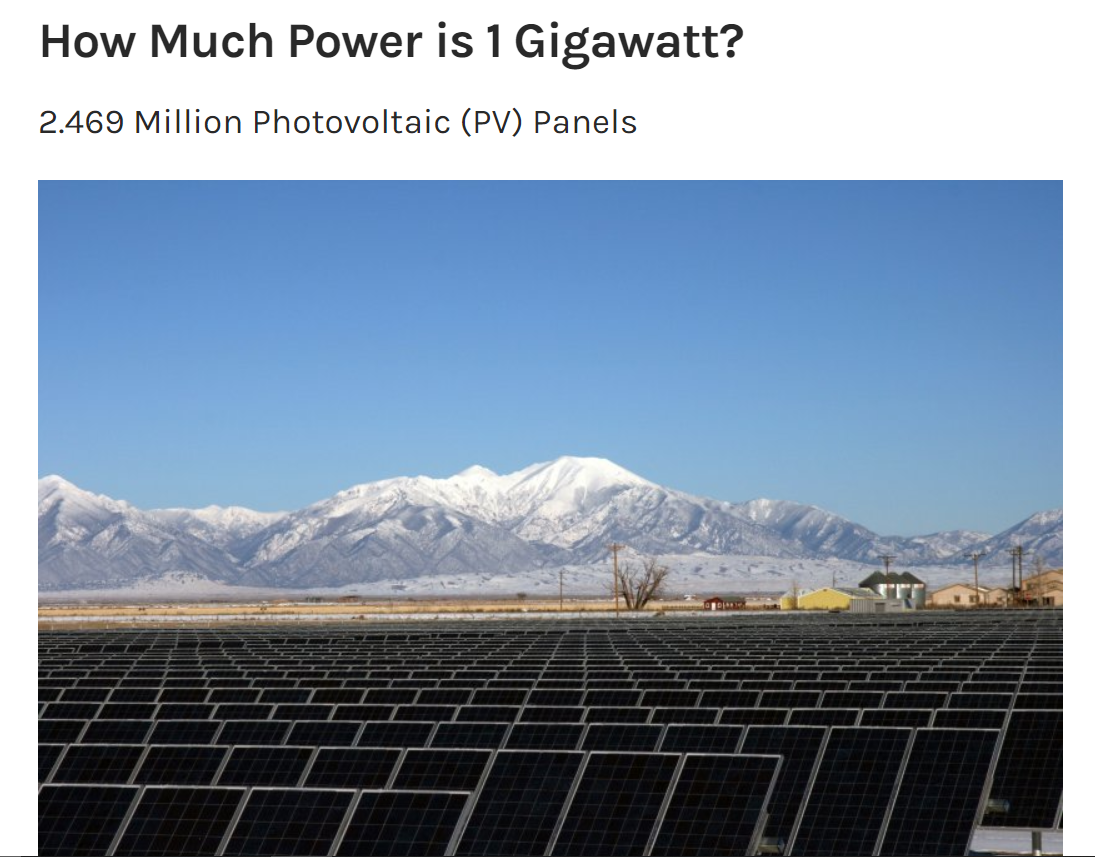 How Much Power is 1 Gigawatt?
2.469 Million Photovoltaic (PV) Panels